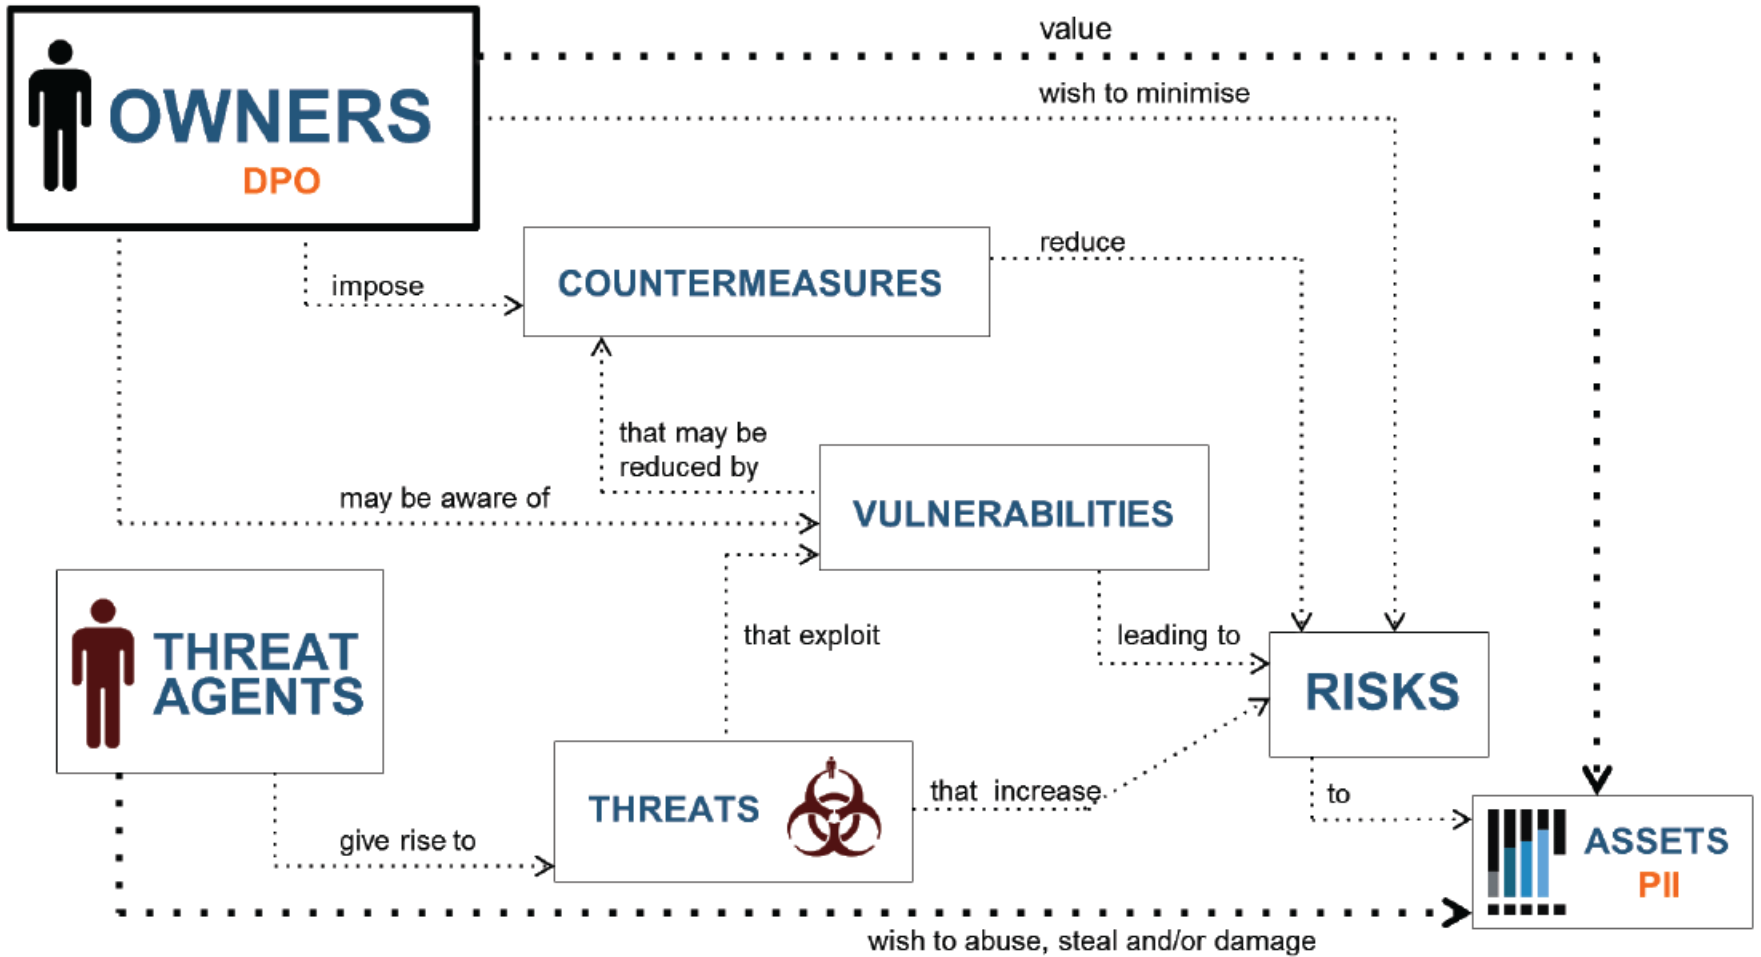 value
OWNERS
DPO
wish to minimise
reduce
impose
COUNTERMEASURES
that may be
reduced by
may be aware of
VULNERABILITIES
THREAT
AGENTS
that exploit
leading to
RISKS
THREATS
that increase
to
give rise to
ASSETS
PII
wish to abuse, steal and/or damage